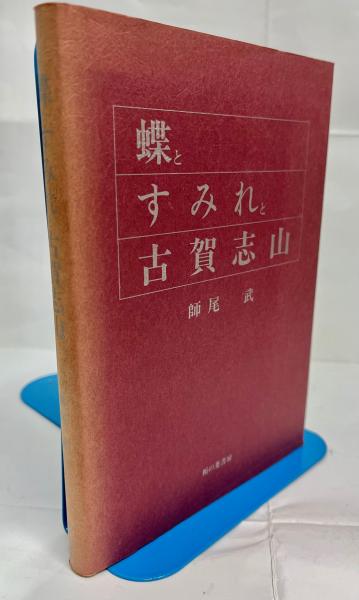 蝶と
すみれと
古賀志山
師尾 武